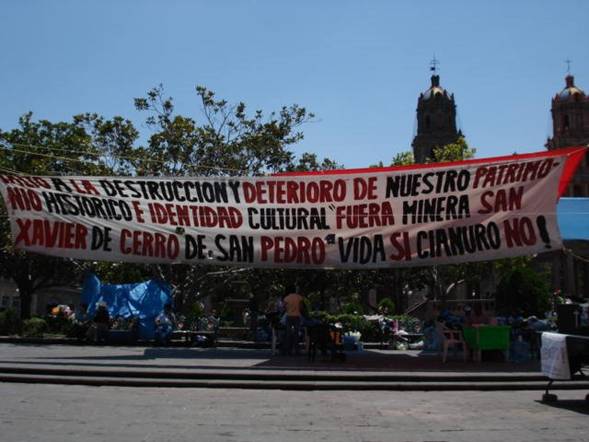 A LA DESTRUCCION Y DETERIORO DE NUESTRO PATRIMO-
NIO HISTORICO E IDENTIDAD CULTURAL "FUERA MINERA SAN
XAVIER DE CERRO DE SAN PEDRO" VIDA SI CIANURO NO!